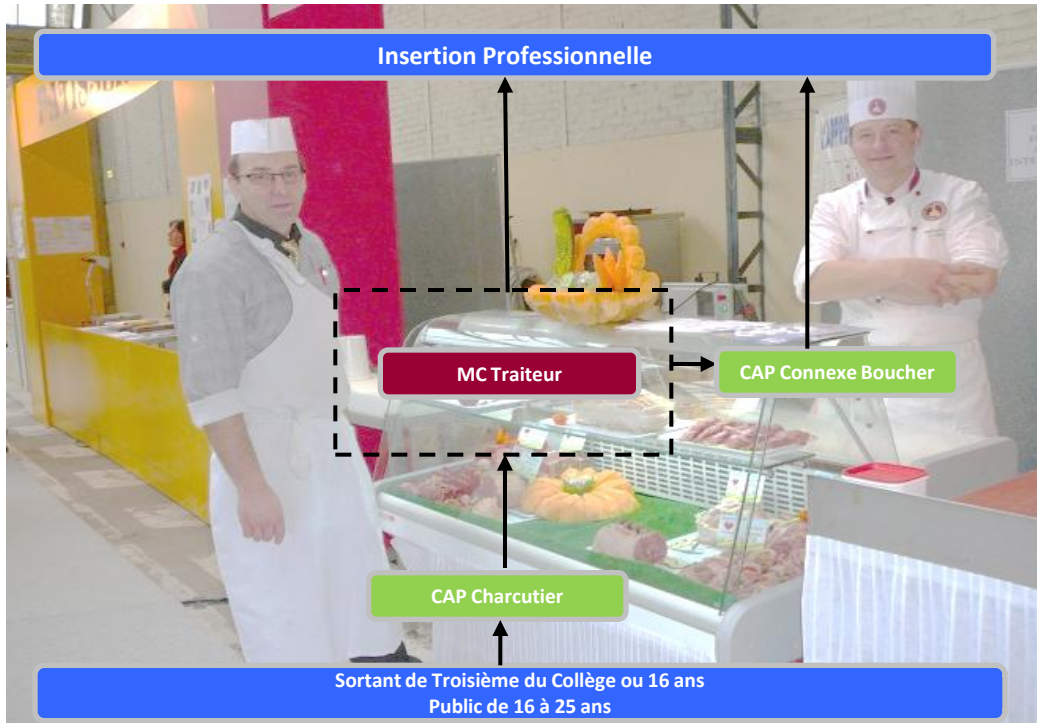 Insertion Professionnelle
MC Traiteur
CAP Connexe Boucher
CAP Charcutier
Sortant de Troisième du Collège ou 16 ans
Public de 16 à 25 ans